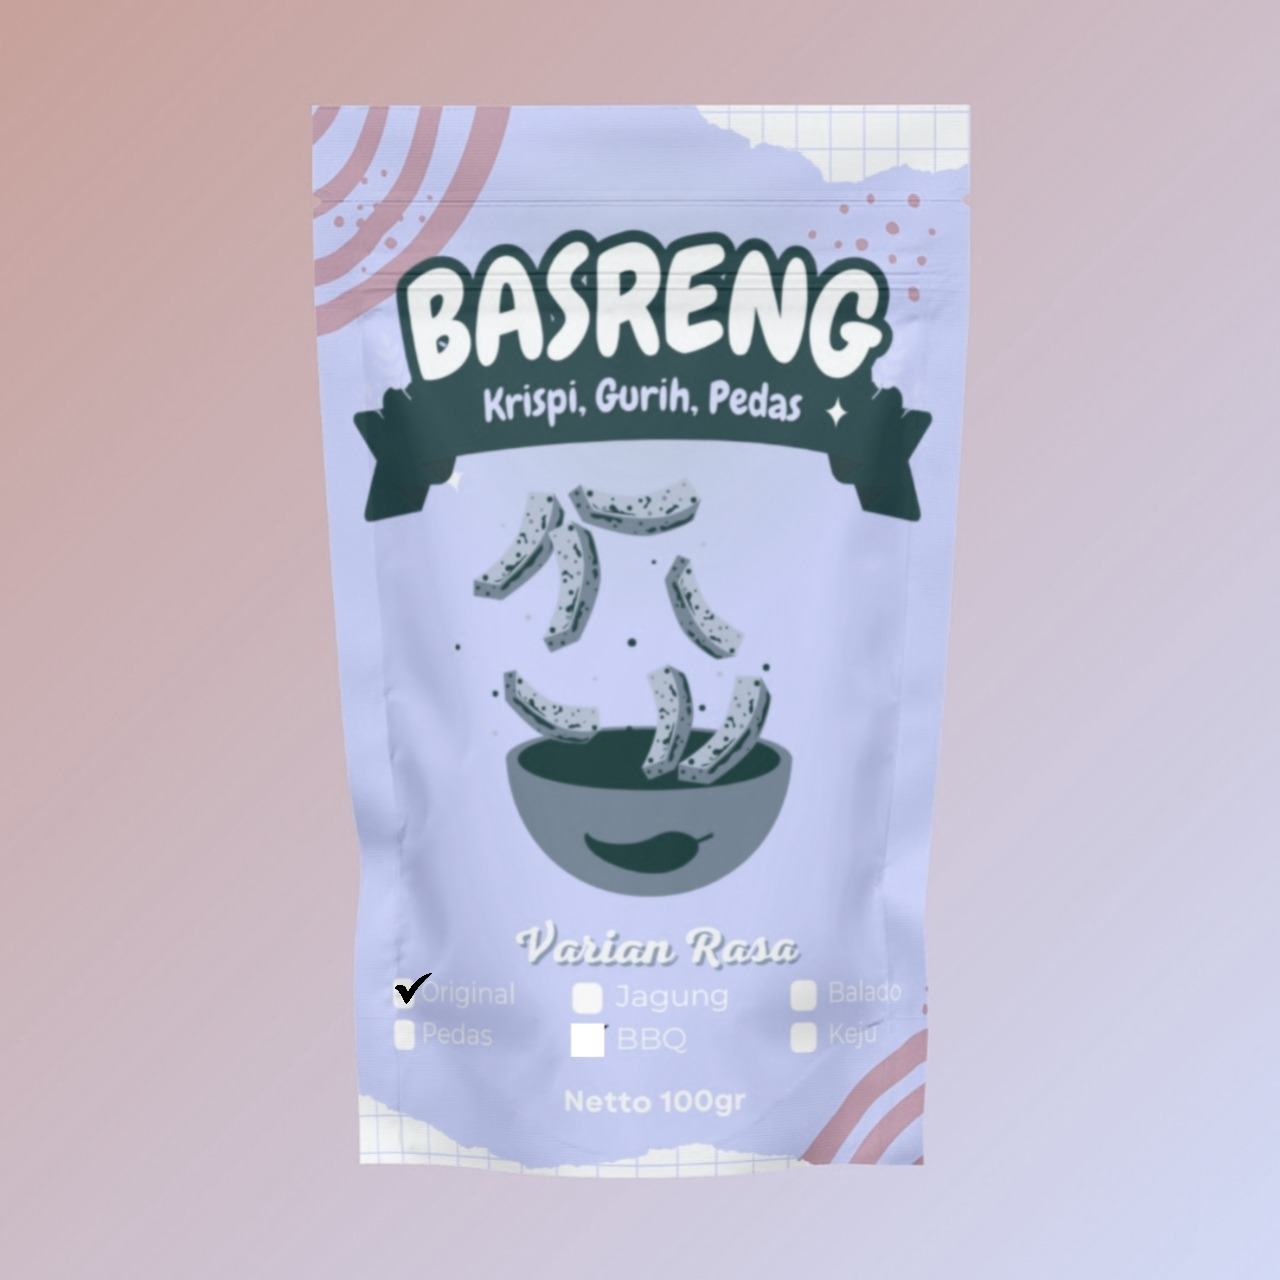 BASRENG
Krispi, Gurih, Pedas
Varian Rasa
Original Jagung Balado
Pedas BBQ Keju
Netto 100gr